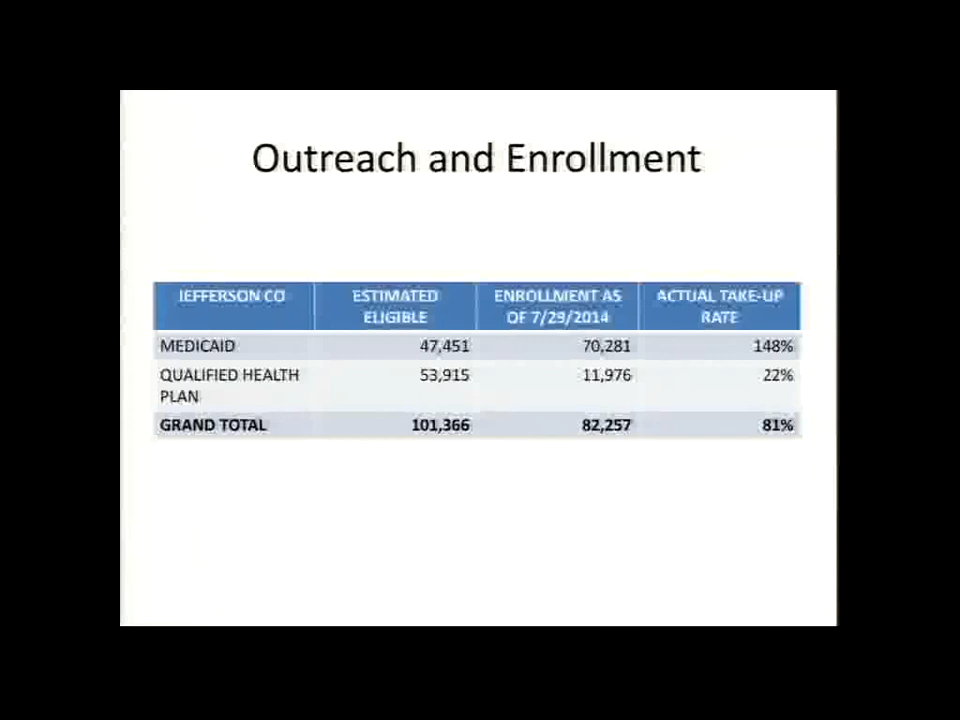 Outreach and Enrollment
JEFFERSON CO ESTIMATED ELIGIBLE ENROLLMENT AS OF 7/29/2014 ACTUAL TAKE-UP RATE
MEDICAID 47,451 70,281 148%
QUALIFIED HEALTH PLAN 53,915 11,976 22%
GRAND TOTAL 101,366 82,257 81%